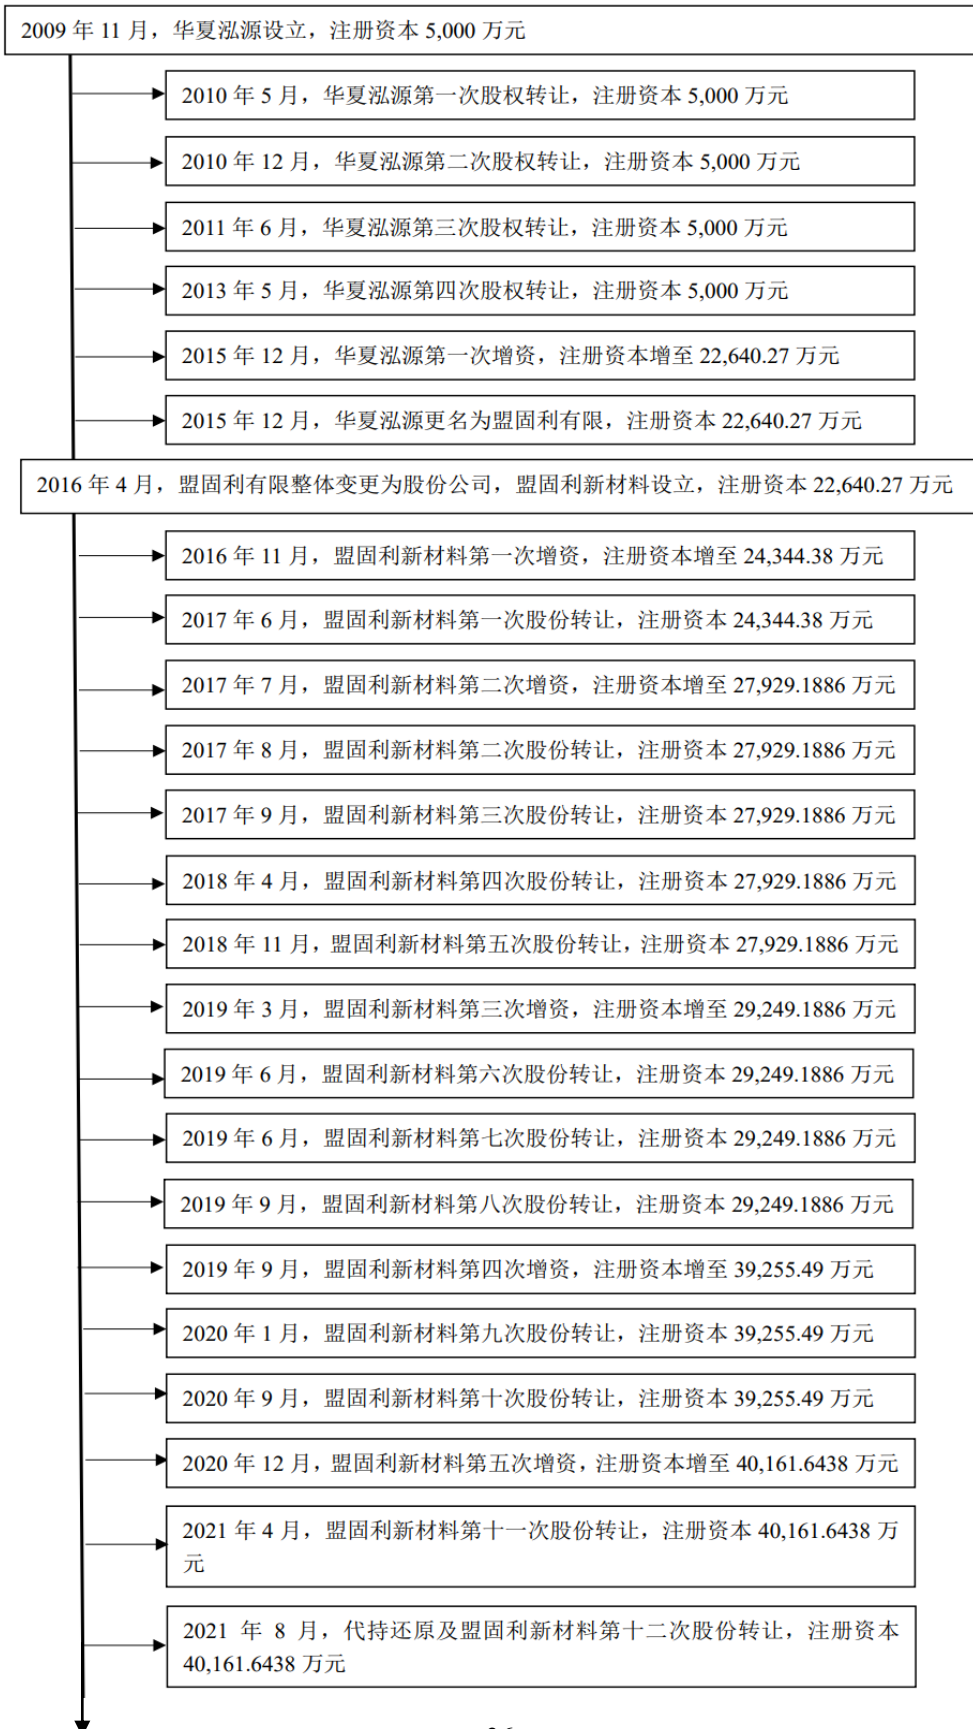 2009 年 11 月，华夏泓源设立，注册资本 5,000 万元
2010 年 5 月，华夏泓源第一次股权转让，注册资本 5,000 万元
2010 年 12 月，华夏泓源第二次股权转让，注册资本 5,000 万元
2011 年 6 月，华夏泓源第三次股权转让，注册资本 5,000 万元
2013 年 5 月，华夏泓源第四次股权转让，注册资本 5,000 万元
2015 年 12 月，华夏泓源第一次增资，注册资本增至 22,640.27 万元
2015 年 12 月，华夏泓源更名为盟固利有限，注册资本 22,640.27 万元
2016 年 4 月，盟固利有限整体变更为股份公司，盟固利新材料设立，注册资本 22,640.27 万元
2016 年 11 月，盟固利新材料第一次增资，注册资本增至 24,344.38 万元
2017 年 6 月，盟固利新材料第一次股份转让，注册资本 24,344.38 万元
2017 年 7 月，盟固利新材料第二次增资，注册资本增至 27,929.1886 万元
2017 年 8 月，盟固利新材料第二次股份转让，注册资本 27,929.1886 万元
2017 年 9 月，盟固利新材料第三次股份转让，注册资本 27,929.1886 万元
2018 年 4 月，盟固利新材料第四次股份转让，注册资本 27,929.1886 万元
2018 年 11 月，盟固利新材料第五次股份转让，注册资本 27,929.1886 万元
2019 年 3 月，盟固利新材料第三次增资，注册资本增至 29,249.1886 万元
2019 年 6 月，盟固利新材料第六次股份转让，注册资本 29,249.1886 万元
2019 年 6 月，盟固利新材料第七次股份转让，注册资本 29,249.1886 万元
2019 年 9 月，盟固利新材料第八次股份转让，注册资本 29,249.1886 万元
2019 年 9 月，盟固利新材料第四次增资，注册资本增至 39,255.49 万元
2020 年 1 月，盟固利新材料第九次股份转让，注册资本 39,255.49 万元
2020 年 9 月，盟固利新材料第十次股份转让，注册资本 39,255.49 万元
2020 年 12 月，盟固利新材料第五次增资，注册资本增至 40,161.6438 万元
2021 年 4 月，盟固利新材料第十一次股份转让，注册资本 40,161.6438 万
元
2021 年 8 月，代持还原及盟固利新材料第十二次股份转让，注册资本
40,161.6438 万元